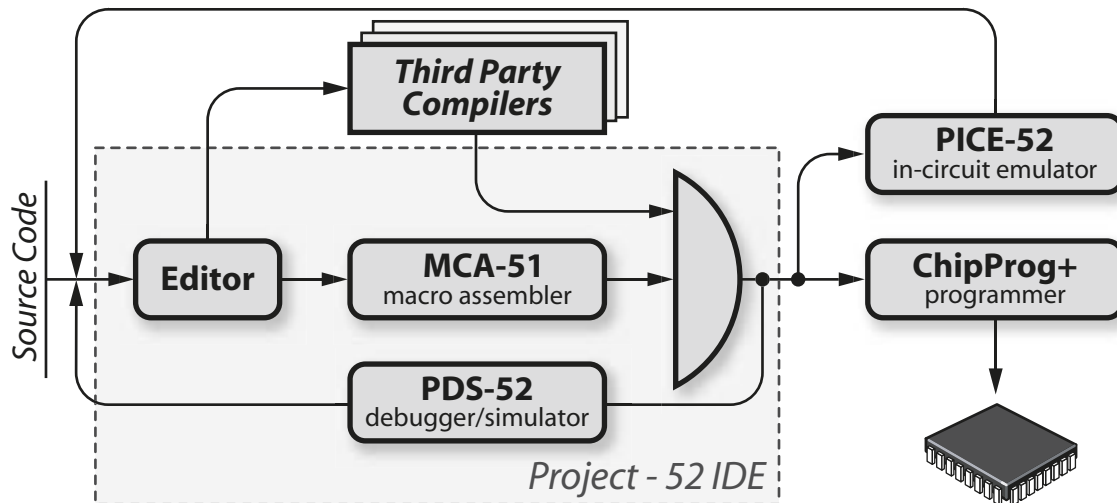 Third Party
Compilers
PICE-52
in-circuit emulator
Source Code
Editor
MCA-51
macro assembler
ChipProg+
programmer
PDS-52
debugger/simulator
Project - 52 IDE